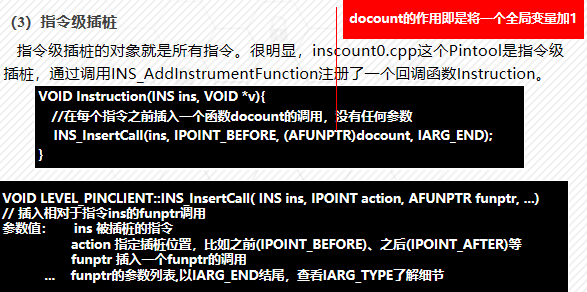 (3) 指令级插桩
docount的作用即是将一个全局变量加1
指令级插桩的对象就是所有指令。很明显，inscount0.cpp这个Pintool是指令级
插桩，通过调用INS_AddInstrumentFunction注册了一个回调函数Instruction。
VOID Instruction(INS ins, VOID *v){
//在每个指令之前插入一个函数docount的调用，没有任何参数
INS_InsertCall(ins, IPOINT_BEFORE, (AFUNPTR)docount, IARG_END);
}
VOID LEVEL_PINCLIENT::INS_InsertCall( INS ins, IPOINT action, AFUNPTR funptr, ...)
// 插入相对于指令ins的funptr调用
参数值： ins 被插桩的指令
action 指定插桩位置，比如之前(IPOINT_BEFORE)、之后(IPOINT_AFTER)等
funptr 插入一个funptr的调用
... funptr的参数列表,以IARG_END结尾，查看IARG_TYPE了解细节